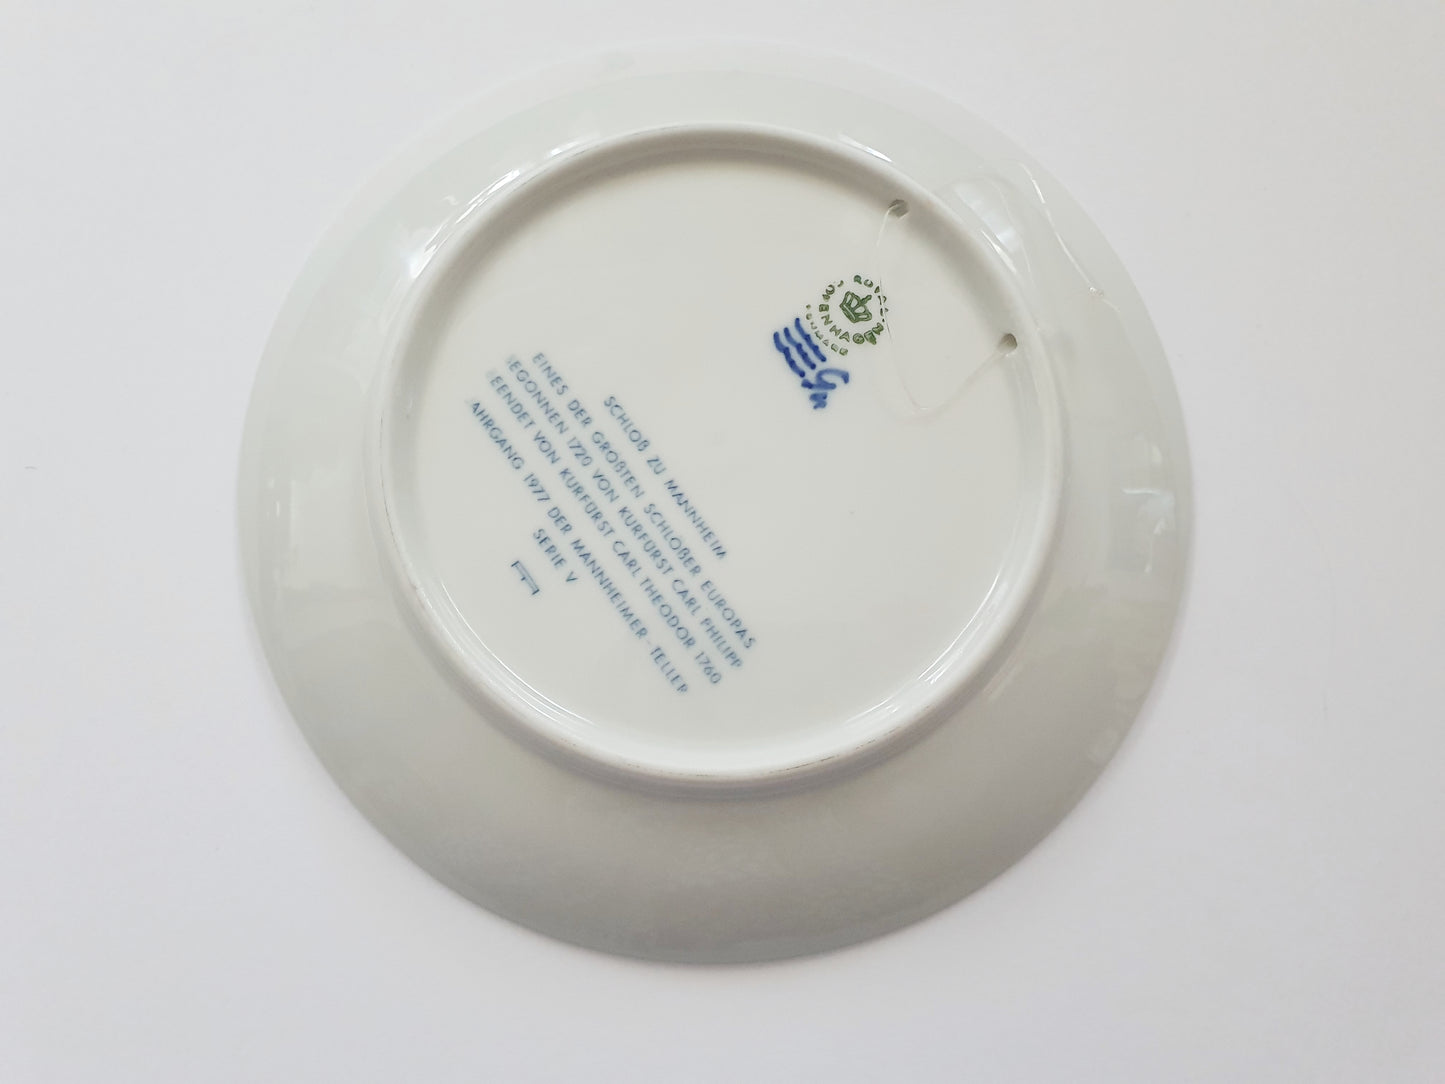 ROYAL
COPENHAGEN
DENMARK
SCHLOß ZU MANNHEIM
EINES DER GRÖßTEN SCHLÖßER EUROPAS
BEGONNEN 1720 VON KURFÜRST CARL PHILIPP
BEENDET VON KURFÜRST CARL THEODOR 1760
JAHRGANG 1977 DER MANNHEIMER-TELLER
SERIE V